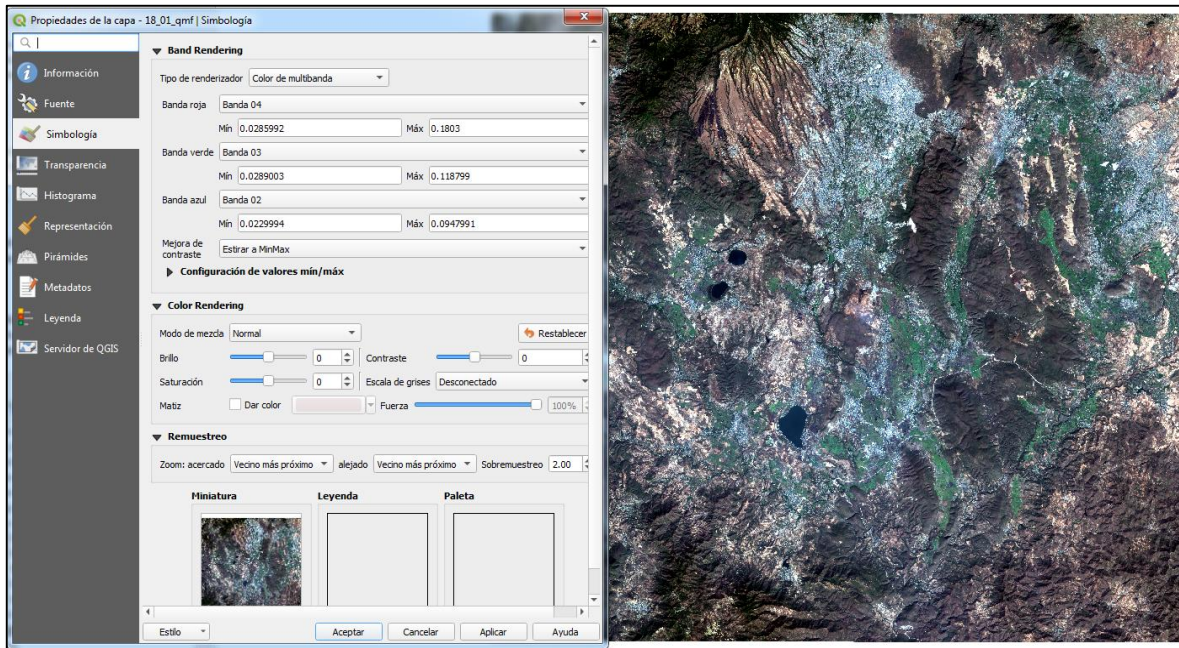 Propiedades de la capa - 18_01_qmf | Simbología
Información
Fuente
Simbología
Transparencia
Histograma
Representación
Pirámides
Metadatos
Leyenda
Servidor de QGIS
Band Rendering
Tipo de renderizador Color de multibanda
Banda roja Banda 04
Mín 0.0285992 Máx 0.1803
Banda verde Banda 03
Mín 0.0289003 Máx 0.118799
Banda azul Banda 02
Mín 0.0229994 Máx 0.0947991
Mejora de
contraste Estirar a MinMax
Configuración de valores mín/máx
Color Rendering
Modo de mezcla Normal Restablecer
Brillo 0 Contraste 0
Saturación 0 Escala de grises Desconectado
Matiz Dar color Fuerza 100%
Remuestreo
Zoom: acercado Vecino más próximo alejado Vecino más próximo Sobremuestreo 2.00
Miniatura Leyenda Paleta
Estilo Aceptar Cancelar Aplicar Ayuda